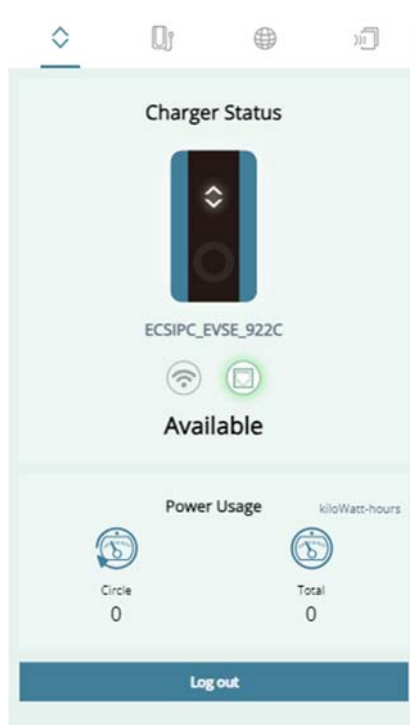 Charger Status
ECSIPC_EVSE_922C
Available
Power Usage kiloWatt-hours
Circle Total
0 0
Log out